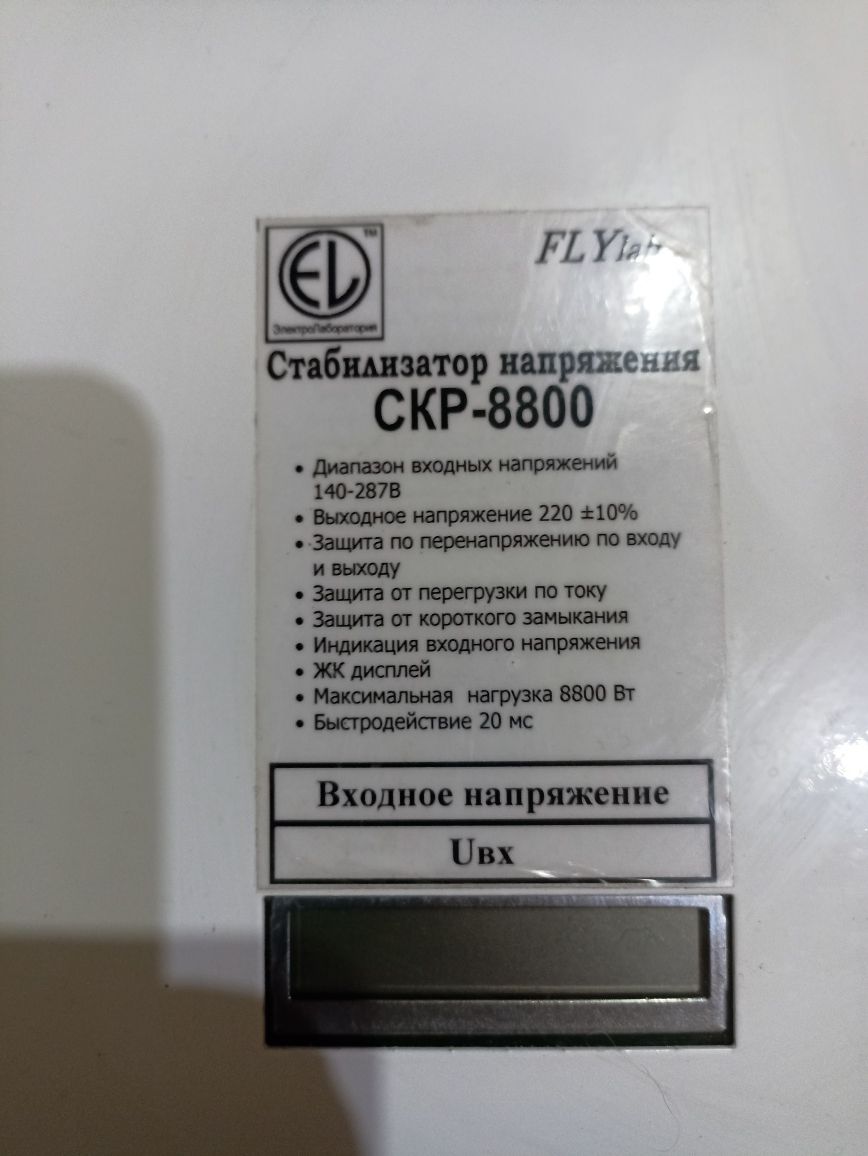 EL
TM
ЭлектроЛаборатория
FLYlab
Стабилизатор напряжения
СКР-8800
• Диапазон входных напряжений
140-287В
• Выходное напряжение 220 ±10%
• Защита по перенапряжению по входу
и выходу
• Защита от перегрузки по току
• Защита от короткого замыкания
• Индикация входного напряжения
• ЖК дисплей
• Максимальная нагрузка 8800 Вт
• Быстродействие 20 мс
Входное напряжение
Uвх